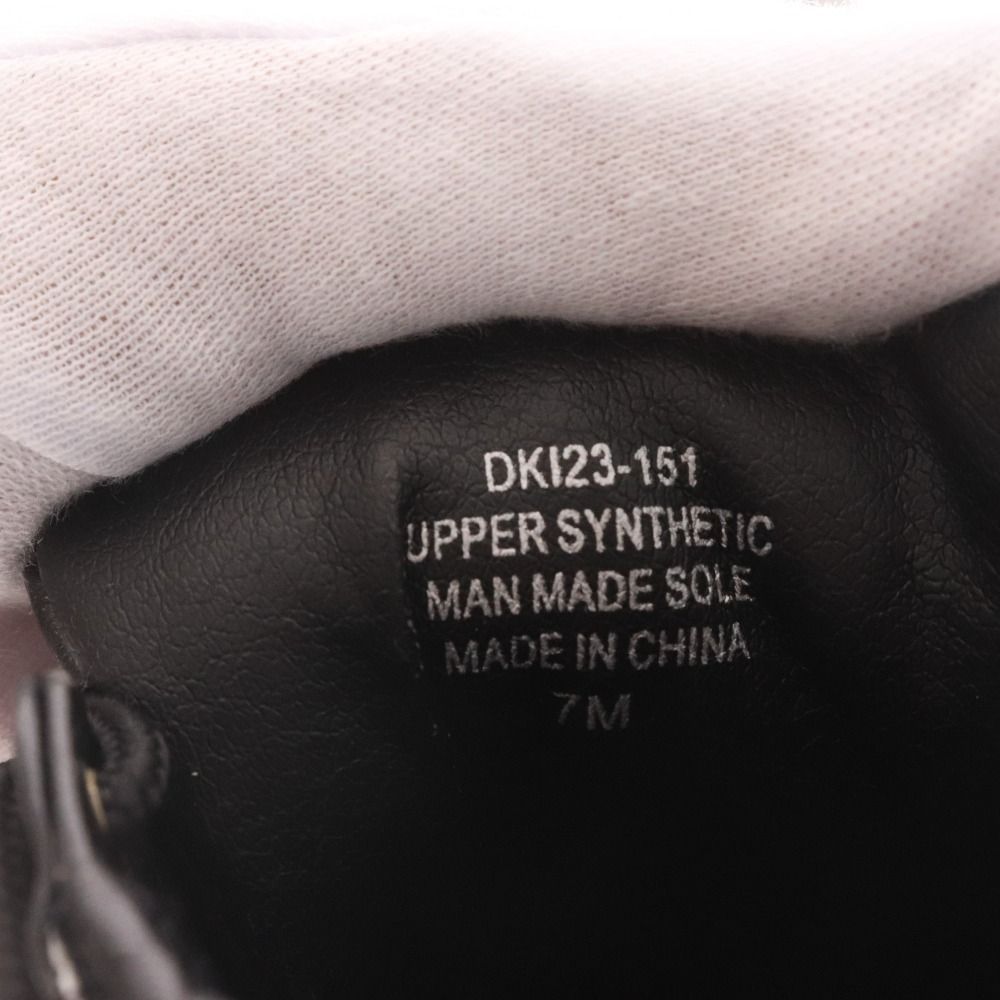 DKI23-151
UPPER SYNTHETIC
MAN MADE SOLE
MADE IN CHINA
7M